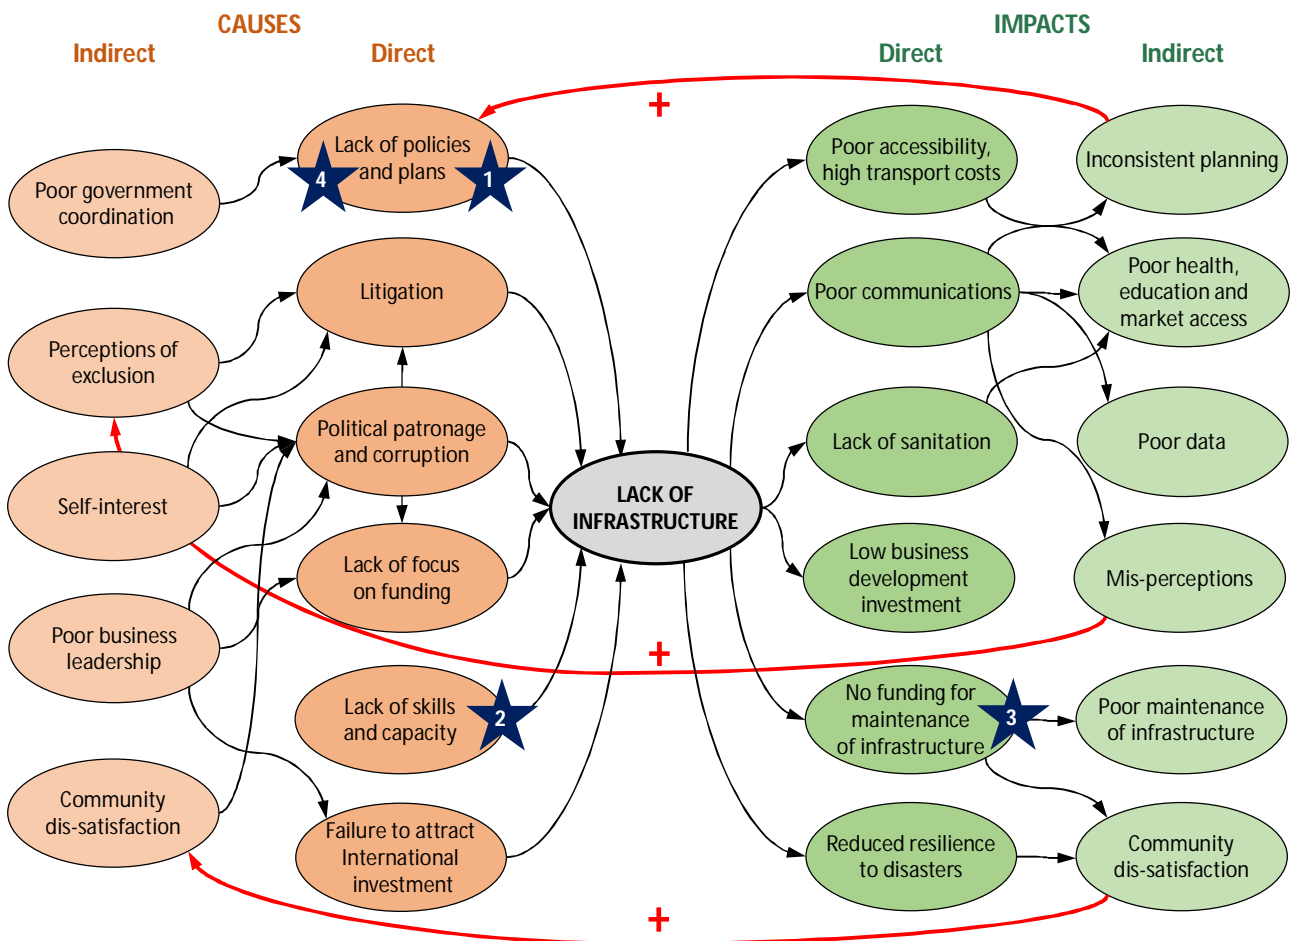 CAUSES
IMPACTS
Indirect
Direct
Direct
Indirect
+
Lack of policies
and plans
4
1
Poor government
coordination
Litigation
Perceptions of
exclusion
Political patronage
and corruption
Self-interest
Lack of focus
on funding
Poor business
leadership
Lack of skills
and capacity
2
Community
dis-satisfaction
Failure to attract
International
investment
LACK OF
INFRASTRUCTURE
+
+
Poor accessibility,
high transport costs
Inconsistent planning
Poor communications
Poor health,
education and
market access
Lack of sanitation
Poor data
Low business
development
investment
Mis-perceptions
No funding for
maintenance
of infrastructure
3
Poor maintenance
of infrastructure
Reduced resilience
to disasters
Community
dis-satisfaction